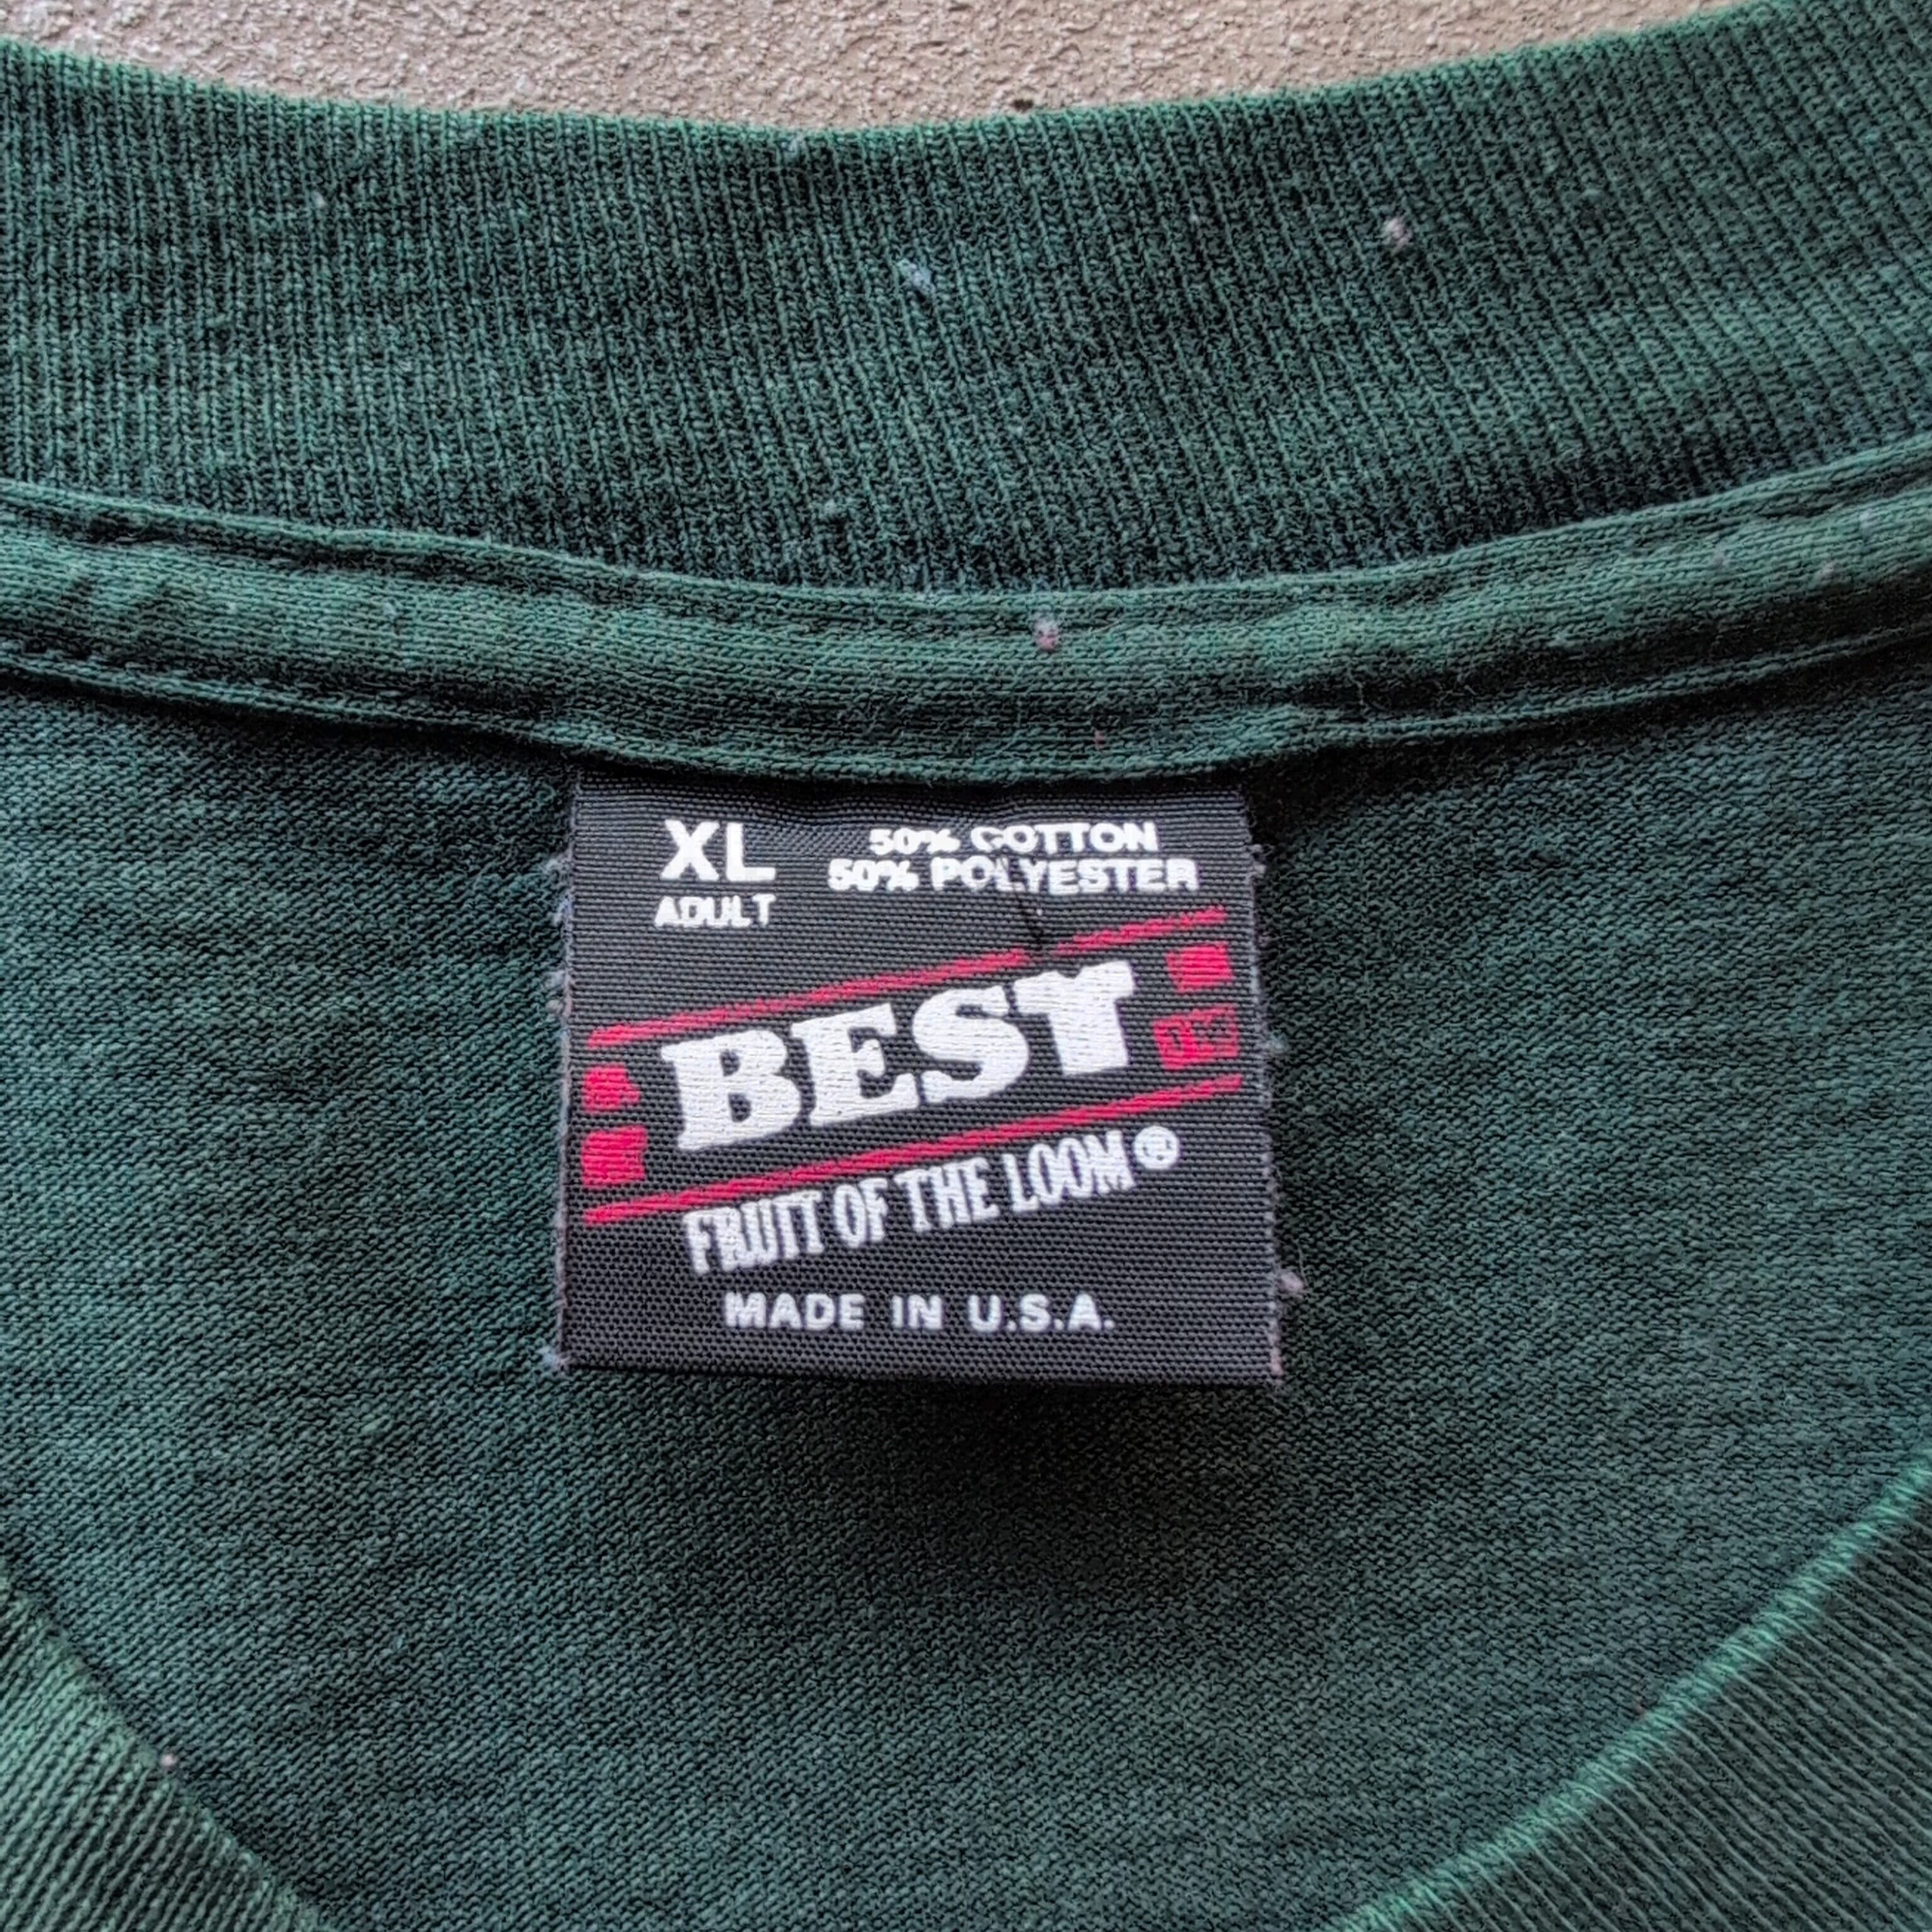 XL
ADULT
50% COTTON
50% POLYESTER
BEST
TM
FRUIT OF THE LOOM®
MADE IN U.S.A.